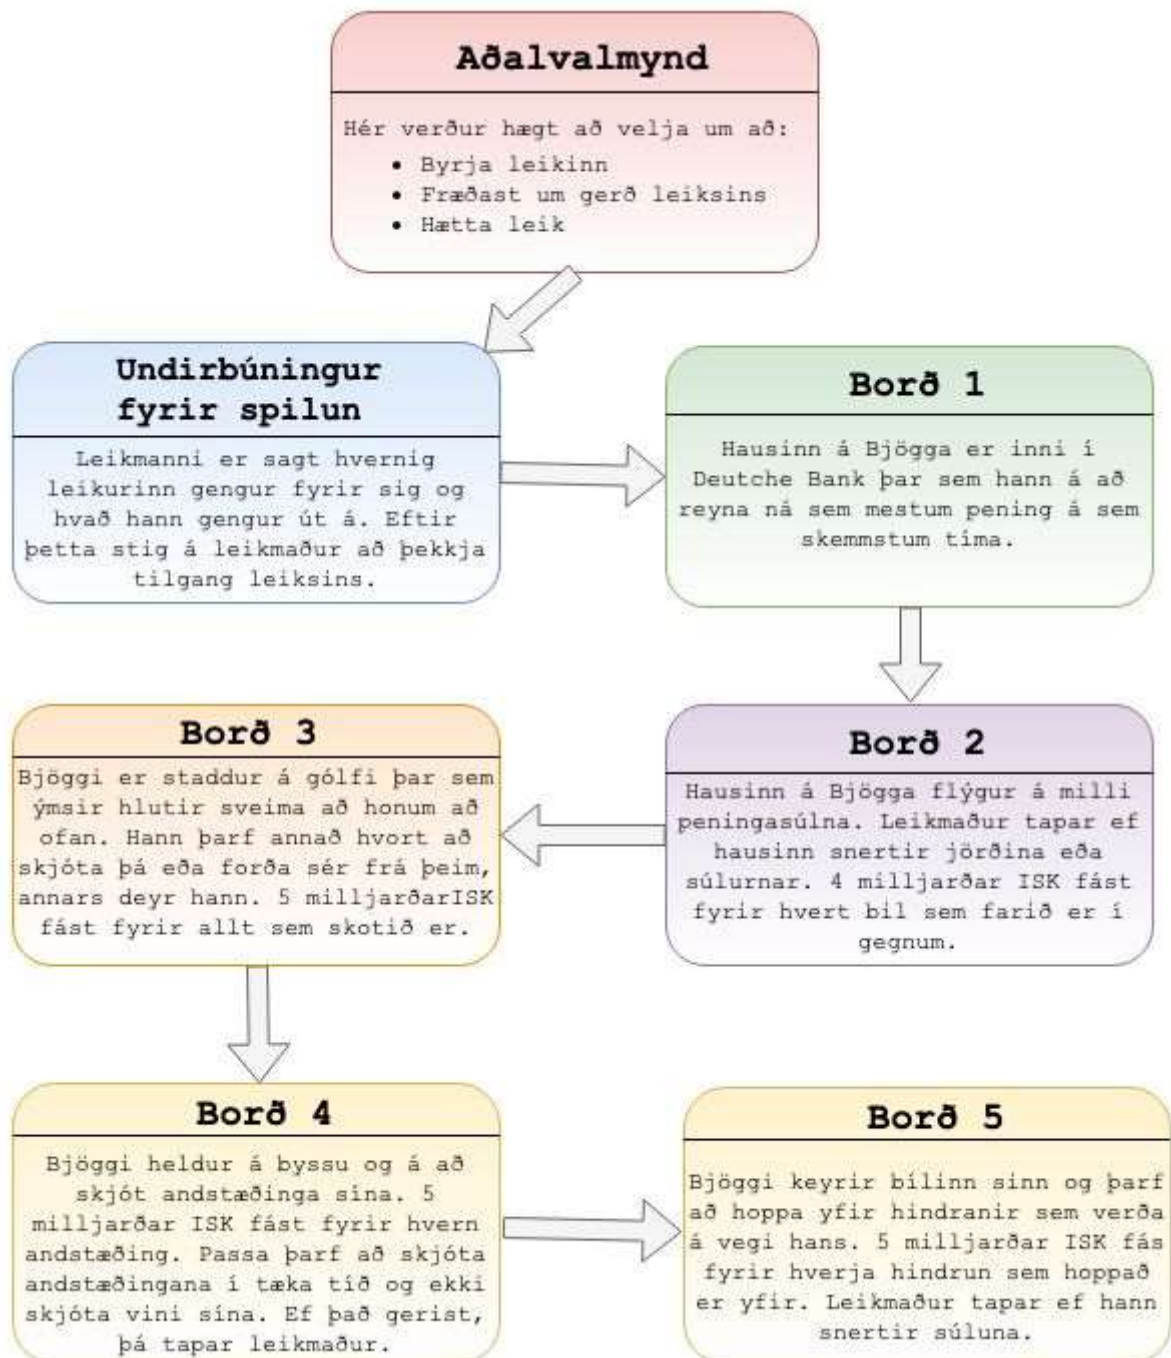 Aðalvalmynd
Hér verður hægt að velja um að:
• Byrja leikinn
• Fræðast um gerð leiksins
• Hætta leik
Undirbúningur
fyrir spilun
Leikmanni er sagt hvernig
leikurinn gengur fyrir sig og
hvað hann gengur út á. Eftir
þetta stig á leikmaður að þekkja
tilgang leiksins.
Borð 1
Hausinn á Bjögga er inni í
Deutche Bank þar sem hann á að
reyna ná sem mestum pening á sem
skemmstum tíma.
Borð 2
Hausinn á Bjögga flýgur á milli
peningasúlna. Leikmaður tapar ef
hausinn snertir jörðina eða
súlurnar. 4 milljarðar ISK fást
fyrir hvert bil sem farið er í
gegnum.
Borð 3
Bjöggi er staddur á gólfi þar sem
ýmsir hlutir sveima að honum að
ofan. Hann þarf annað hvort að
skjóta þá eða forða sér frá þeim,
annars deyr hann. 5 milljarðarISK
fást fyrir allt sem skotið er.
Borð 4
Bjöggi heldur á byssu og á að
skjót andstæðinga sína. 5
milljarðar ISK fást fyrir hvern
andstæðing. Passa þarf að skjóta
andstæðingana í tæka tíð og ekki
skjóta vini sína. Ef það gerist,
þá tapar leikmaður.
Borð 5
Bjöggi keyrir bílinn sinn og þarf
að hoppa yfir hindranir sem verða
á vegi hans. 5 milljarðar ISK fás
fyrir hverja hindrun sem hoppað
er yfir. Leikmaður tapar ef hann
snertir súluna.